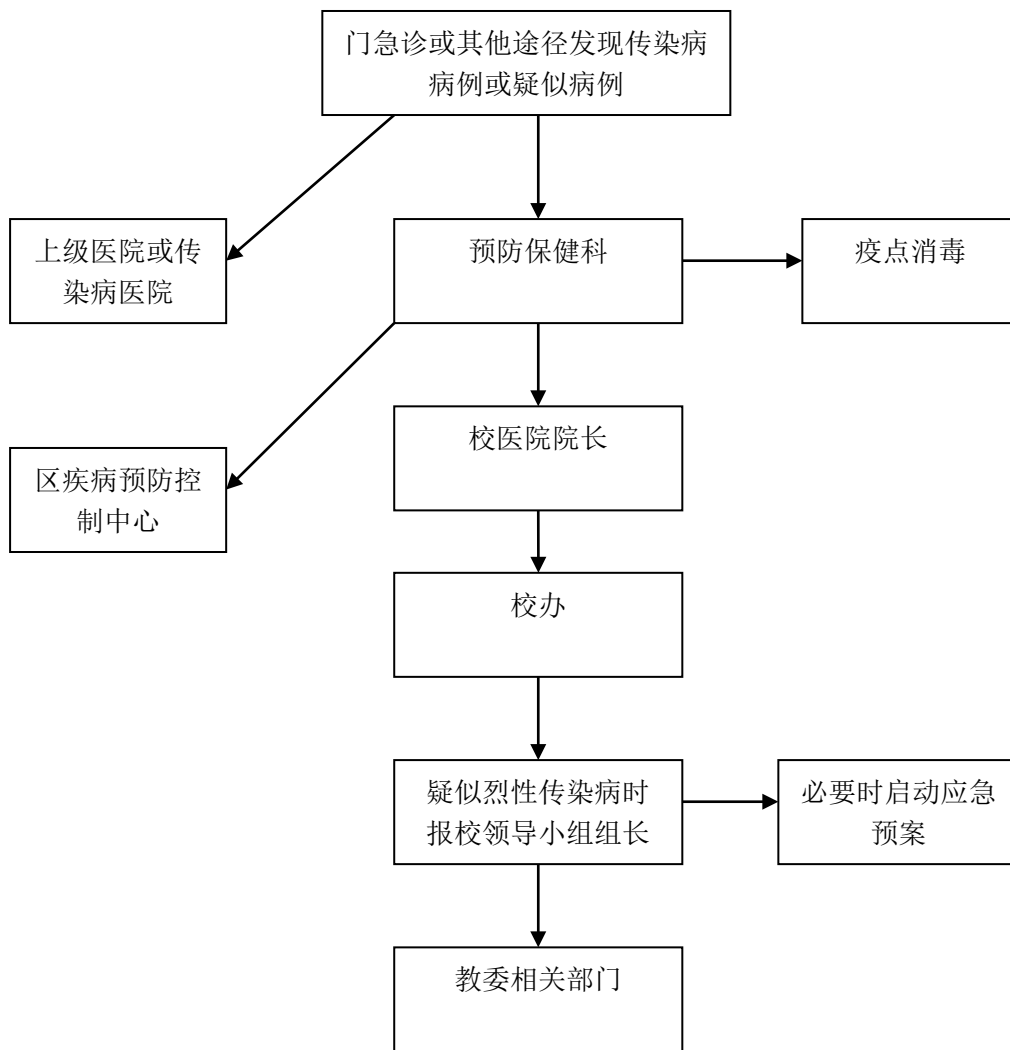 门急诊或其他途径发现传染病
病例或疑似病例
上级医院或传
染病医院
预防保健科
疫点消毒
校医院院长
区疾病预防控
制中心
校办
疑似烈性传染病时
报校领导小组组长
必要时启动应急
预案
教委相关部门